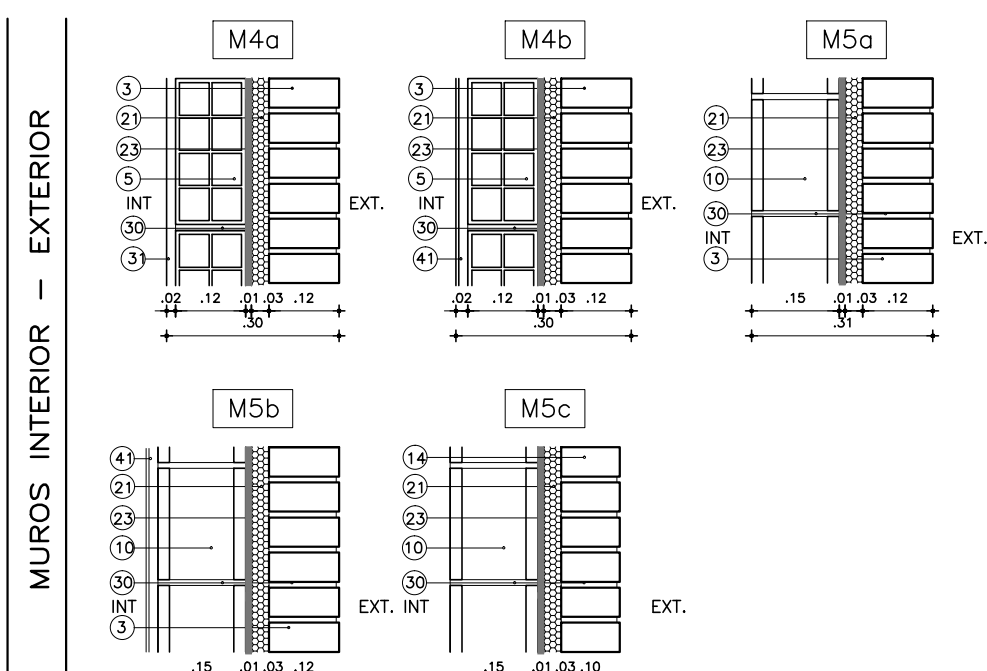 MUROS INTERIOR — EXTERIOR
M4a
3
21
23
5
INT
30
31
EXT.
.02 .12 .01 .03 .12
.30
M4b
3
21
23
5
INT
30
41
EXT.
.02 .12 .01 .03 .12
.30
M5a
21
23
10
30
INT
3
EXT.
.15 .01 .03 .12
.31
M5b
41
21
23
10
30
INT
3
EXT.
.15 .01 .03 .12
M5c
14
21
23
10
30
INT
EXT.
.15 .01 .03 .10